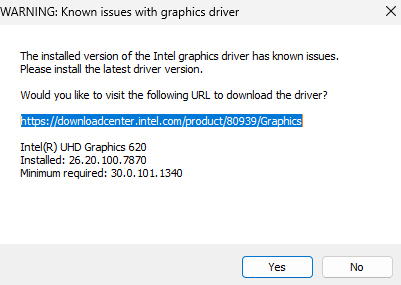 WARNING: Known issues with graphics driver
The installed version of the Intel graphics driver has known issues.
Please install the latest driver version.
Would you like to visit the following URL to download the driver?
https://downloadcenter.intel.com/product/80939/Graphics
Intel(R) UHD Graphics 620
Installed: 26.20.100.7870
Minimum required: 30.0.101.1340
Yes No